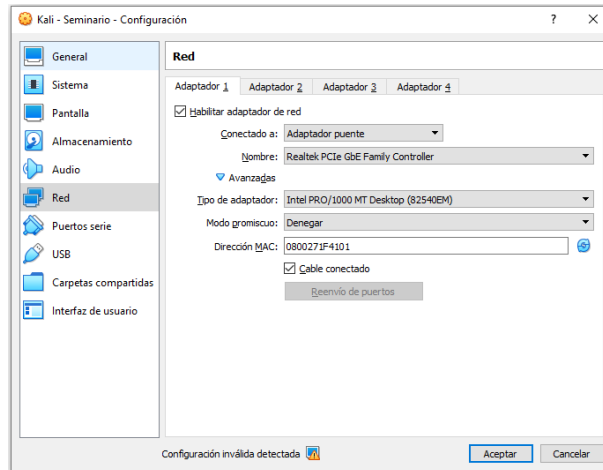 Kali - Seminario - Configuración
General
Sistema
Pantalla
Almacenamiento
Audio
Red
Puertos serie
USB
Carpetas compartidas
Interfaz de usuario
Red
Adaptador 1 Adaptador 2 Adaptador 3 Adaptador 4
Habilitar adaptador de red
Conectado a: Adaptador puente
Nombre: Realtek PCIe GbE Family Controller
Avanzadas
Tipo de adaptador: Intel PRO/1000 MT Desktop (82540EM)
Modo promiscuo: Denegar
Dirección MAC: 0800271F4101
Cable conectado
Reenvío de puertos
Configuración inválida detectada
Aceptar Cancelar